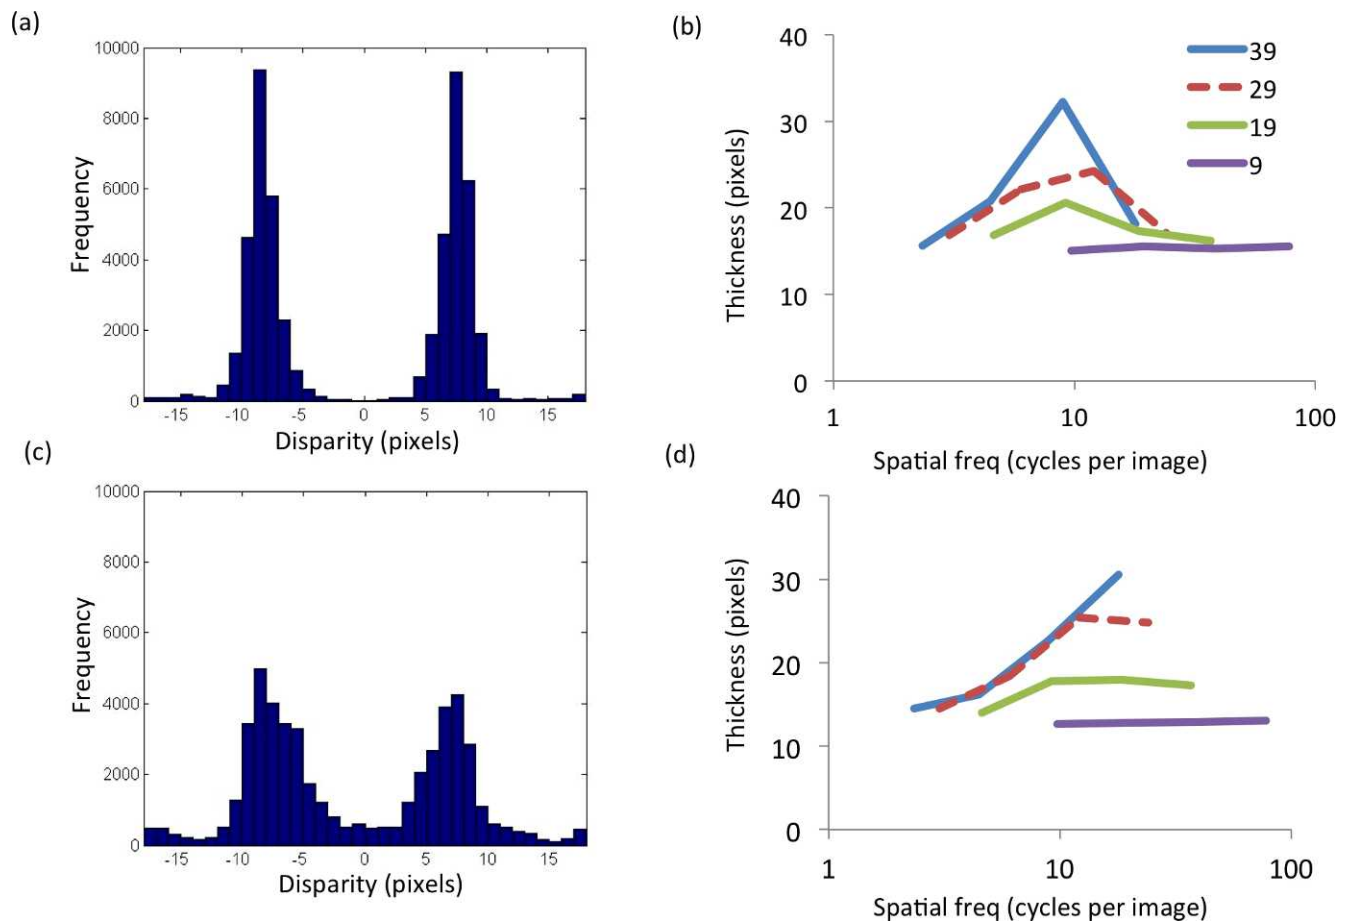 (a)
10000
8000
6000
4000
2000
0
Frequency
-15 -10 -5 0 5 10 15
Disparity (pixels)
(b)
40
30
20
10
0
Thickness (pixels)
39
29
19
9
1 10 100
Spatial freq (cycles per image)
(c)
10000
8000
6000
4000
2000
0
Frequency
-15 -10 -5 0 5 10 15
Disparity (pixels)
(d)
40
30
20
10
0
Thickness (pixels)
1 10 100
Spatial freq (cycles per image)